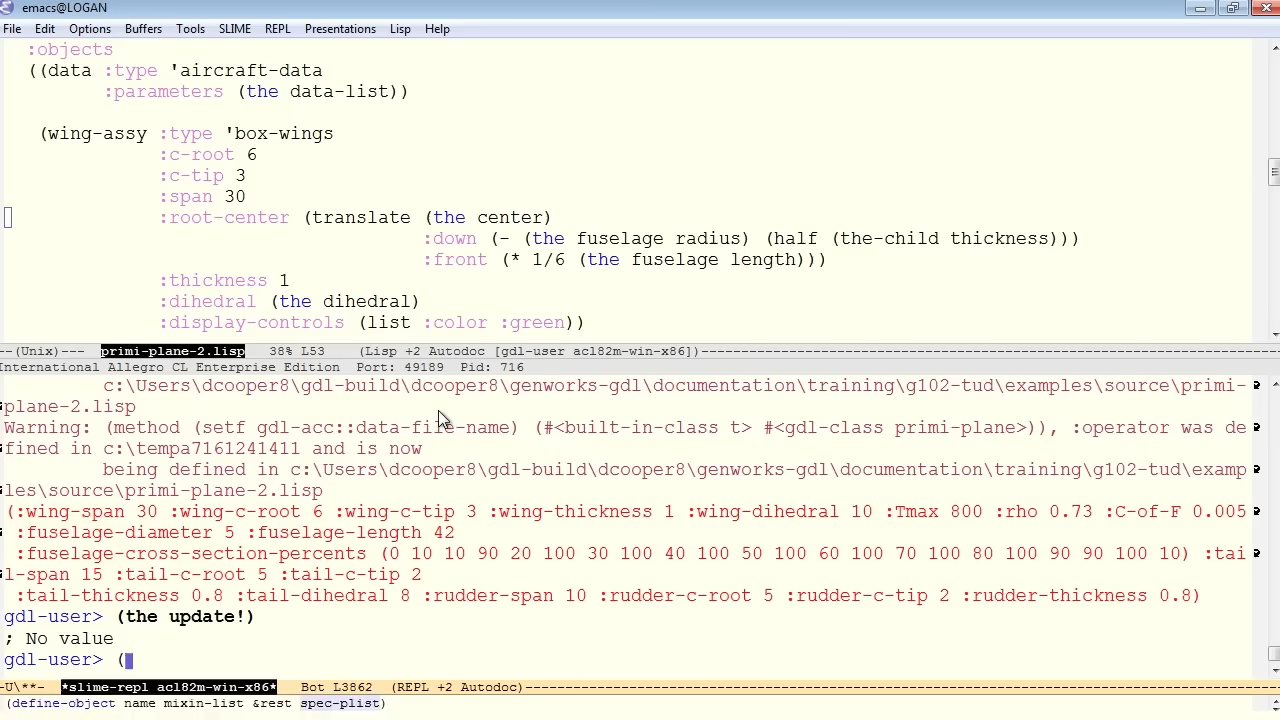 emacs@LOGAN
File Edit Options Buffers Tools SLIME REPL Presentations Lisp Help
:objects
((data :type 'aircraft-data
:parameters (the data-list))
(wing-assy :type 'box-wings
:c-root 6
:c-tip 3
:span 30
:root-center (translate (the center)
:down (- (the fuselage radius) (half (the-child thickness)))
:front (* 1/6 (the fuselage length)))
:thickness 1
:dihedral (the dihedral)
:display-controls (list :color :green))
--(Unix)--- primi-plane-2.lisp 38% L53 (Lisp +2 Autodoc [gdl-user acl82m-win-x86])
International Allegro CL Enterprise Edition Port: 49189 Pid: 716
c:\Users\dcooper8\gdl-build\dcooper8\genworks-gdl\documentation\training\g102-tud\examples\source\primi-
plane-2.lisp
Warning: (method (setf gdl-acc::data-file-name) (#<built-in-class t> #<gdl-class primi-plane>)), :operator was de
fined in c:\tempa7161241411 and is now
being defined in c:\Users\dcooper8\gdl-build\dcooper8\genworks-gdl\documentation\training\g102-tud\examp
les\source\primi-plane-2.lisp
(:wing-span 30 :wing-c-root 6 :wing-c-tip 3 :wing-thickness 1 :wing-dihedral 10 :Tmax 800 :rho 0.73 :C-of-F 0.005
:fuselage-diameter 5 :fuselage-length 42
:fuselage-cross-section-percents (0 10 10 90 20 100 30 100 40 100 50 100 60 100 70 100 80 100 90 90 100 10) :tai
l-span 15 :tail-c-root 5 :tail-c-tip 2
:tail-thickness 0.8 :tail-dihedral 8 :rudder-span 10 :rudder-c-root 5 :rudder-c-tip 2 :rudder-thickness 0.8)
gdl-user> (the update!)
; No value
gdl-user> (
-U\**- *slime-repl acl82m-win-x86* Bot L3862 (REPL +2 Autodoc)
(define-object name mixin-list &rest spec-plist)